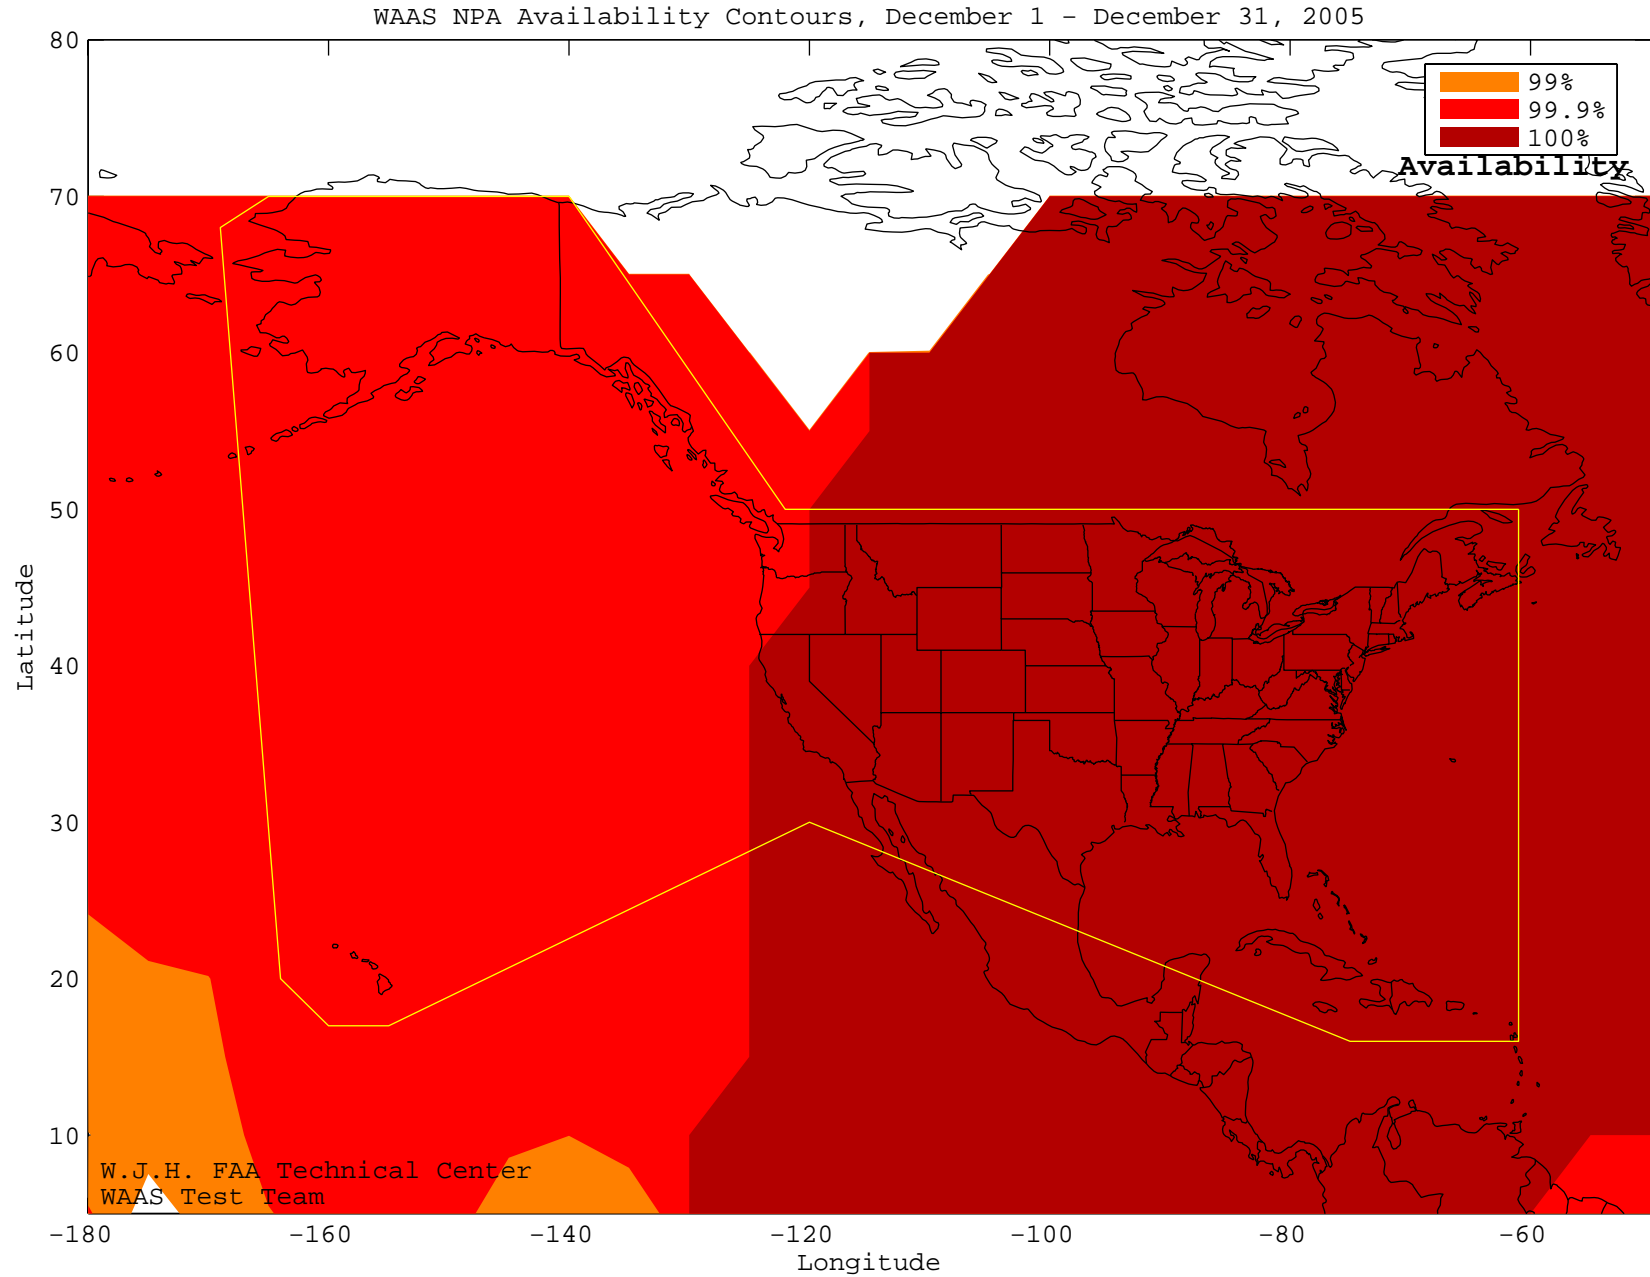 WAAS NPA Availability Contours, December 1 - December 31, 2005
80
70
60
50
40
30
20
10
Latitude
99%
99.9%
100%
Availability
W.J.H. FAA Technical Center
WAAS Test Team
-180 -160 -140 -120 -100 -80 -60
Longitude